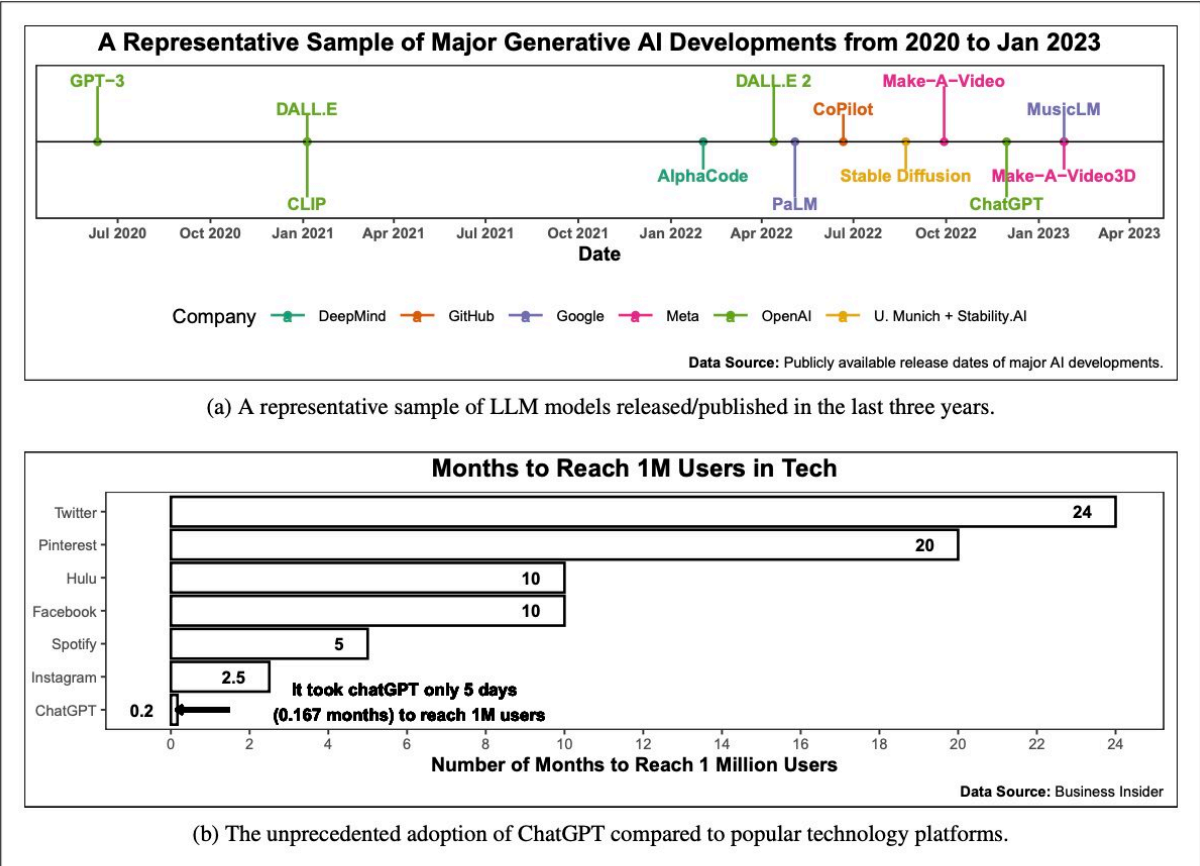 A Representative Sample of Major Generative AI Developments from 2020 to Jan 2023
GPT−3
DALL.E 2
Make−A−Video
DALL.E
CoPilot
MusicLM
AlphaCode
Stable Diffusion
Make−A−Video3D
CLIP
PaLM
ChatGPT
Jul 2020
Oct 2020
Jan 2021
Apr 2021
Jul 2021
Oct 2021
Jan 2022
Apr 2022
Jul 2022
Oct 2022
Jan 2023
Apr 2023
Date
Company
DeepMind
GitHub
Google
Meta
OpenAI
U. Munich + Stability.AI
Data Source: Publicly available release dates of major AI developments.
(a) A representative sample of LLM models released/published in the last three years.
Months to Reach 1M Users in Tech
Twitter
24
Pinterest
20
Hulu
10
Facebook
10
Spotify
5
Instagram
2.5
It took chatGPT only 5 days
(0.167 months) to reach 1M users
ChatGPT
0.2
0
2
4
6
8
10
12
14
16
18
20
22
24
Number of Months to Reach 1 Million Users
Data Source: Business Insider
(b) The unprecedented adoption of ChatGPT compared to popular technology platforms.